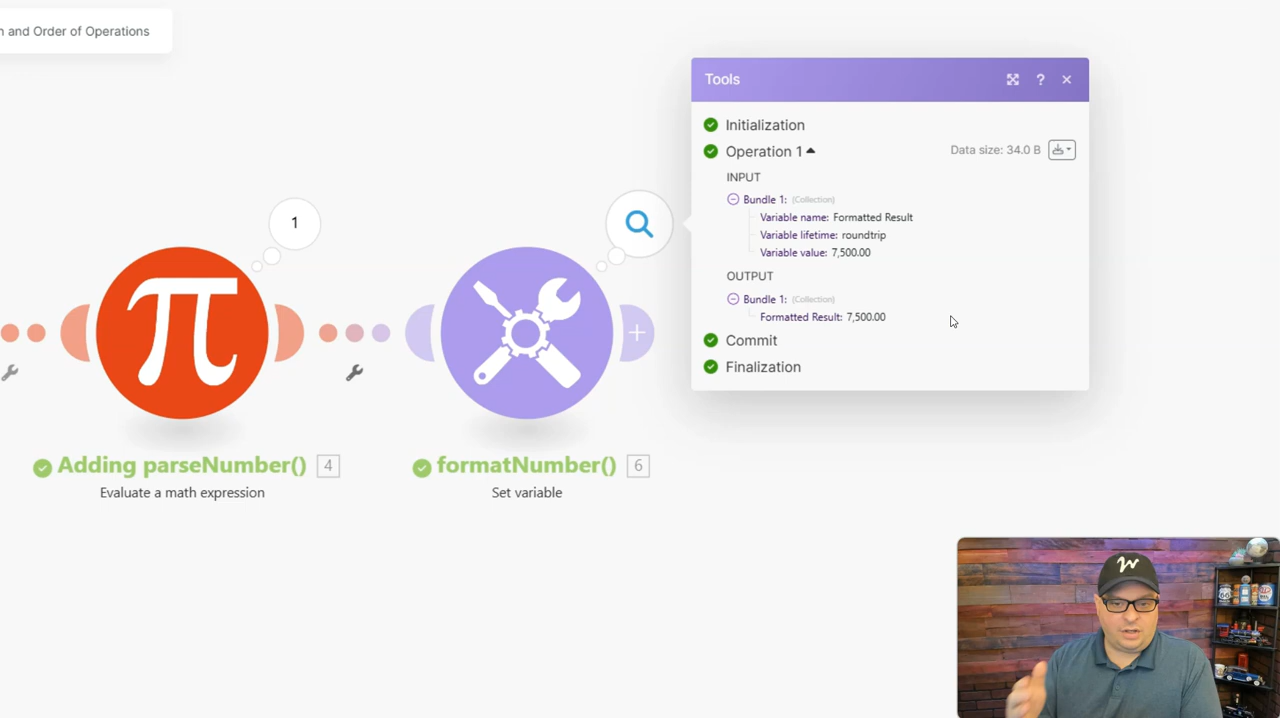 n and Order of Operations
Tools
Initialization
Operation 1
Data size: 34.0 B
INPUT
Bundle 1: (Collection)
Variable name: Formatted Result
Variable lifetime: roundtrip
Variable value: 7,500.00
OUTPUT
Bundle 1: (Collection)
Formatted Result: 7,500.00
Commit
Finalization
1
Adding parseNumber() 4
Evaluate a math expression
formatNumber() 6
Set variable